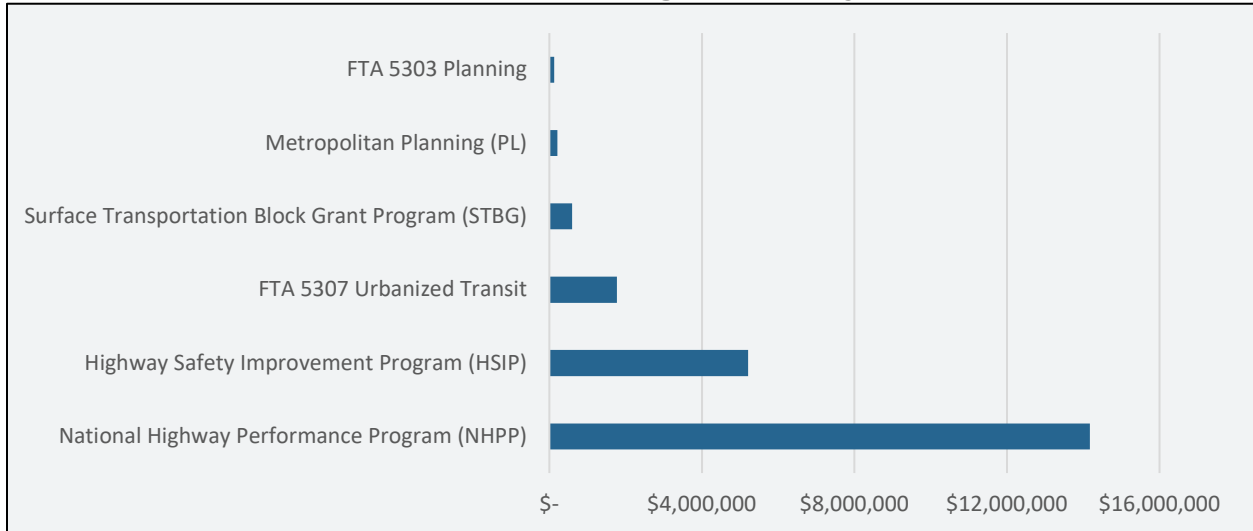 FTA 5303 Planning
Metropolitan Planning (PL)
Surface Transportation Block Grant Program (STBG)
FTA 5307 Urbanized Transit
Highway Safety Improvement Program (HSIP)
National Highway Performance Program (NHPP)
$- $4,000,000 $8,000,000 $12,000,000 $16,000,000